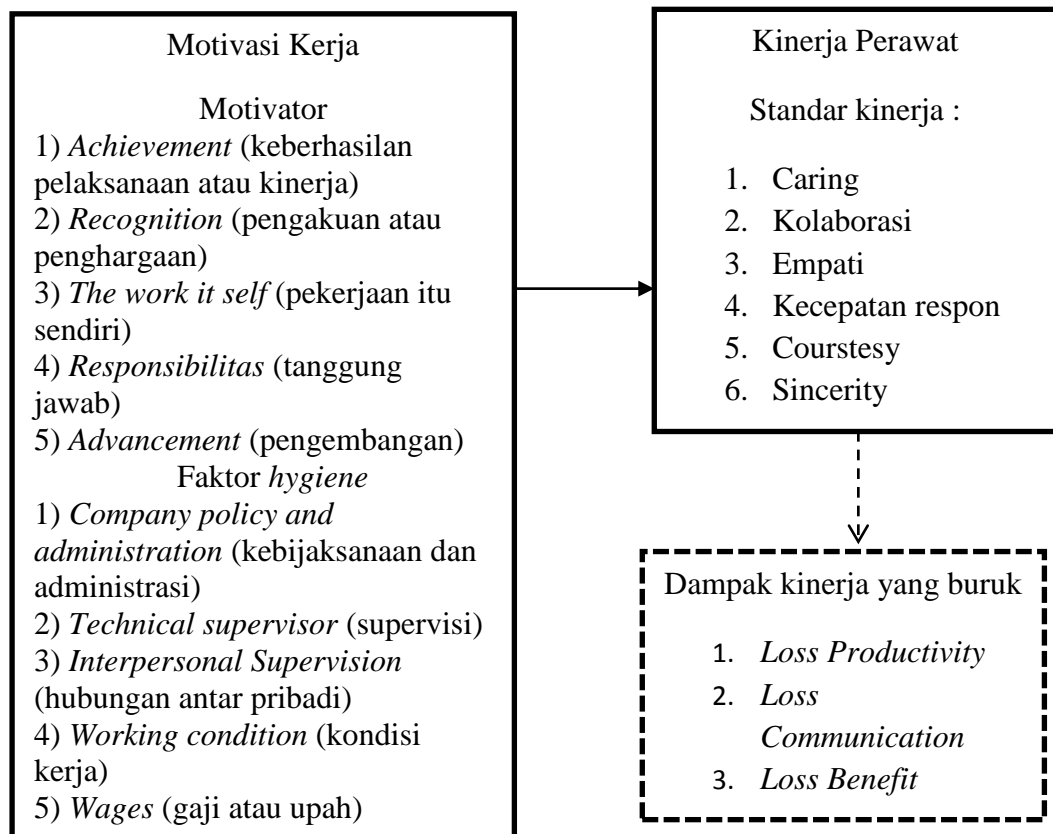 Motivasi Kerja
Motivator
1) Achievement (keberhasilan
pelaksanaan atau kinerja)
2) Recognition (pengakuan atau
penghargaan)
3) The work it self (pekerjaan itu
sendiri)
4) Responsibilitas (tanggung
jawab)
5) Advancement (pengembangan)
Faktor hygiene
1) Company policy and
administration (kebijaksanaan dan
administrasi)
2) Technical supervisor (supervisi)
3) Interpersonal Supervision
(hubungan antar pribadi)
4) Working condition (kondisi
kerja)
5) Wages (gaji atau upah)
Kinerja Perawat
Standar kinerja :
1. Caring
2. Kolaborasi
3. Empati
4. Kecepatan respon
5. Courstesy
6. Sincerity
Dampak kinerja yang buruk
1. Loss Productivity
2. Loss
Communication
3. Loss Benefit